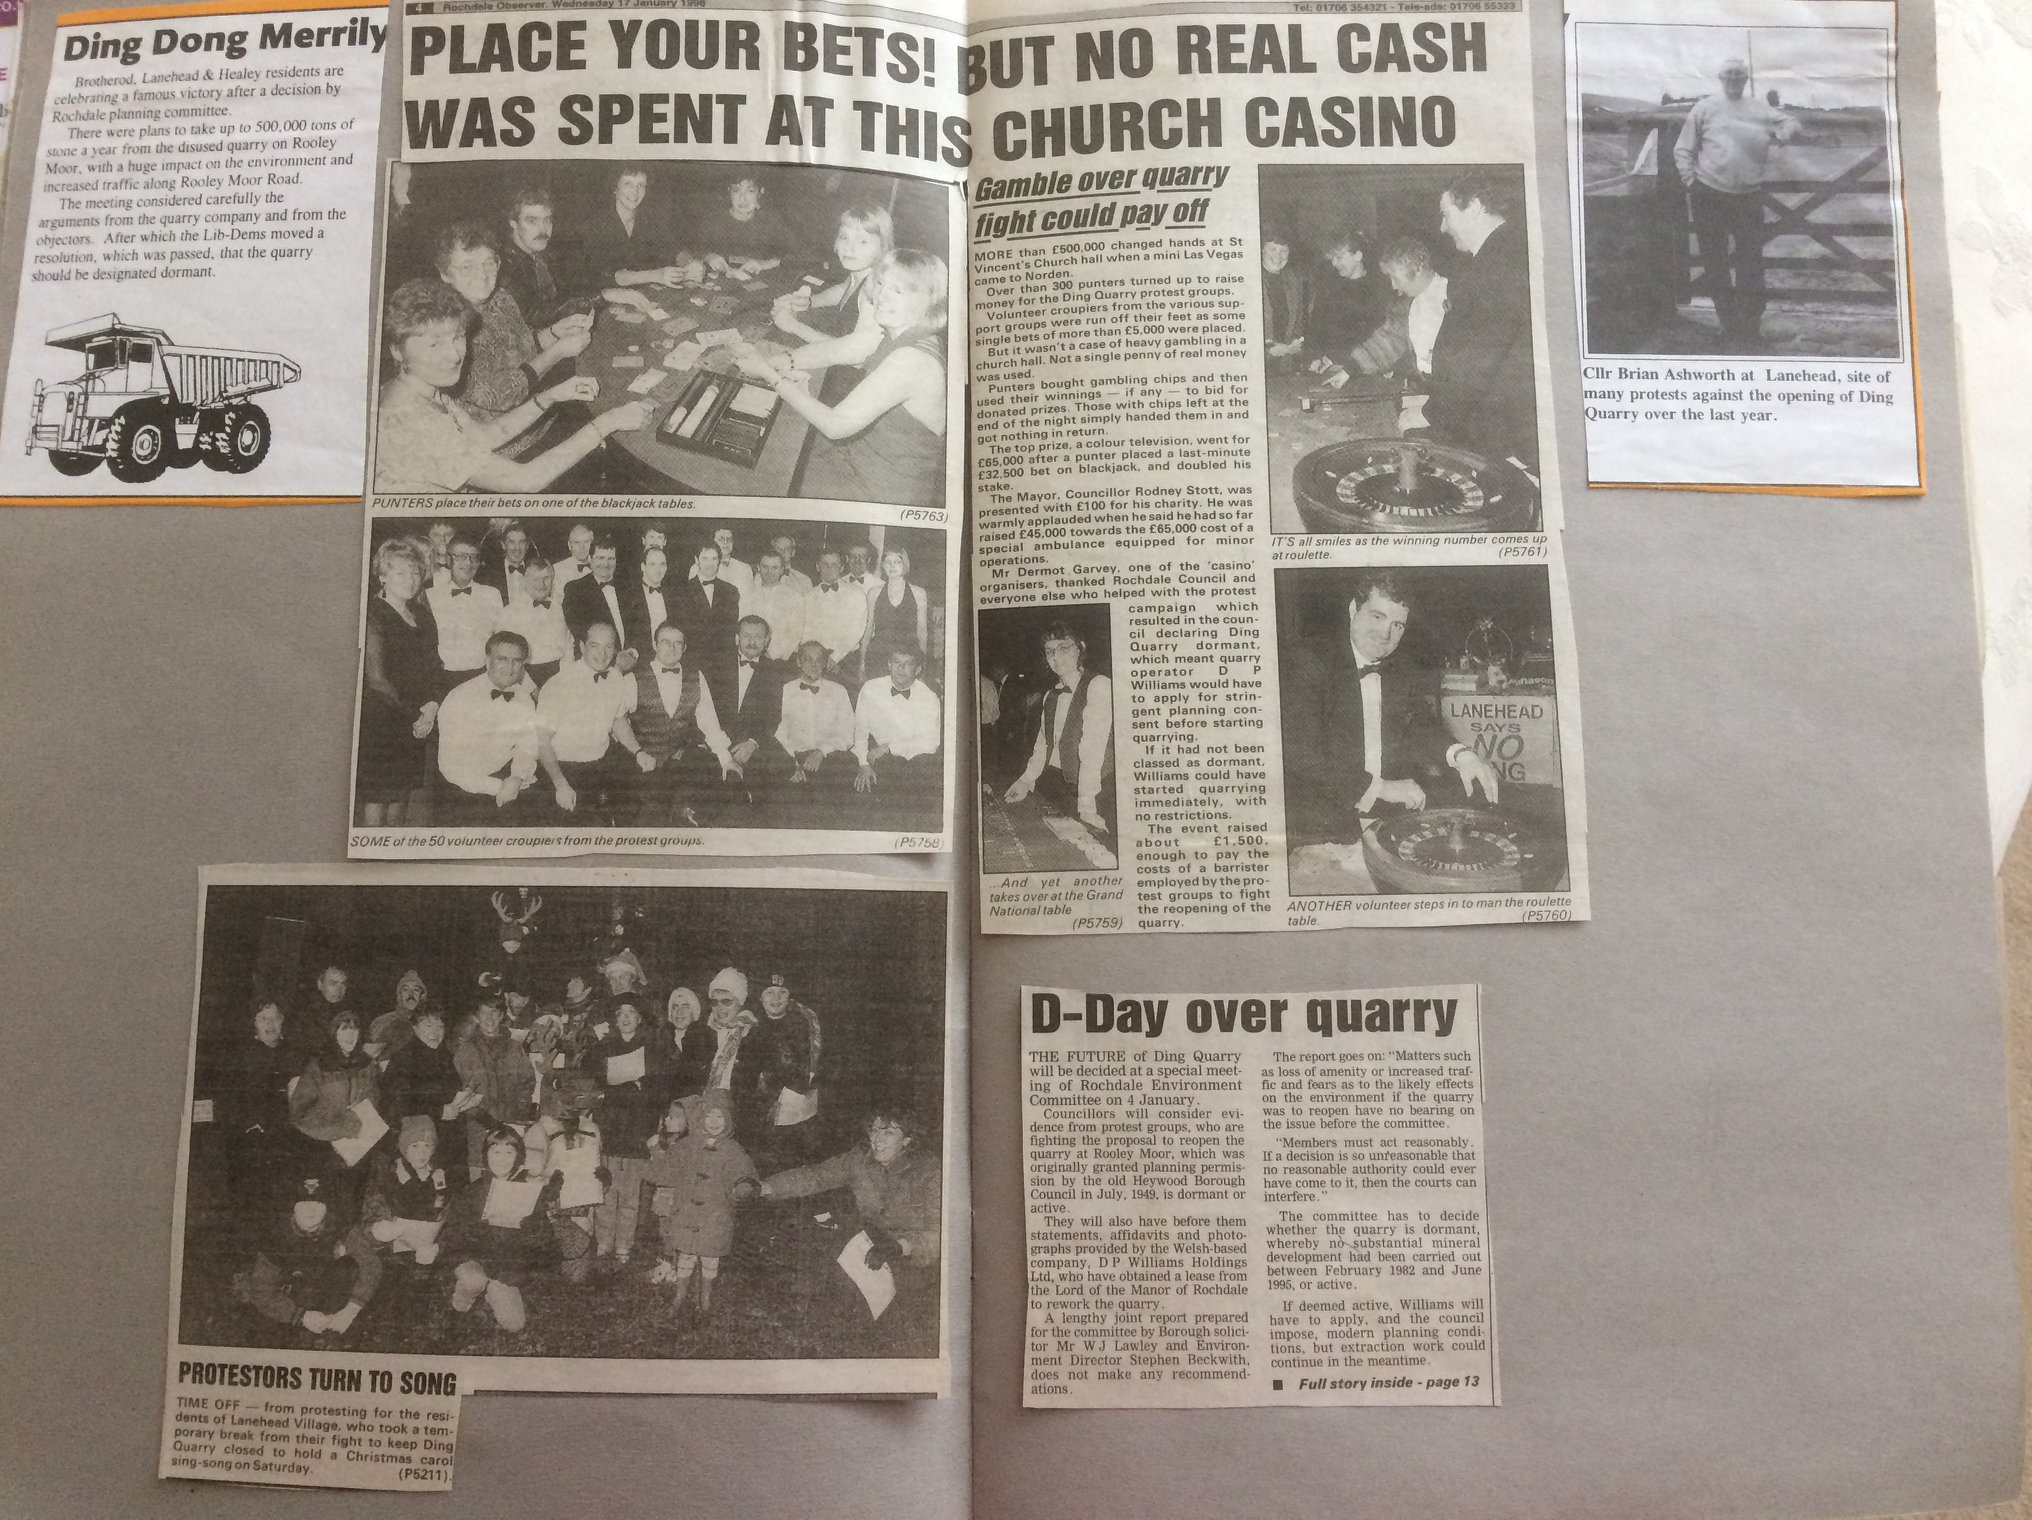 Ding Dong Merrily
Brotherod, Lanehead & Healey residents are
celebrating a famous victory after a decision by
Rochdale planning committee.
There were plans to take up to 500,000 tons of
stone a year from the disused quarry on Rooley
Moor, with a huge impact on the environment and
increased traffic along Rooley Moor Road.
The meeting considered carefully the
arguments from the quarry company and from the
objectors. After which the Lib-Dems moved a
resolution, which was passed, that the quarry
should be designated dormant.
4 Rochdale Observer, Wednesday 17 January 1996
Tel: 01706 354321 - Tele-ads: 01706 55333
PLACE YOUR BETS! BUT NO REAL CASH
WAS SPENT AT THIS CHURCH CASINO
PUNTERS place their bets on one of the blackjack tables.
(P5763)
SOME of the 50 volunteer croupiers from the protest groups.
(P5758)
Gamble over quarry
fight could pay off
MORE than £500,000 changed hands at St
Vincent's Church hall when a mini Las Vegas
came to Norden.
Over than 300 punters turned up to raise
money for the Ding Quarry protest groups.
Volunteer croupiers from the various sup-
port groups were run off their feet as some
single bets of more than £5,000 were placed.
But it wasn't a case of heavy gambling in a
church hall. Not a single penny of real money
was used.
Punters bought gambling chips and then
used their winnings — if any — to bid for
donated prizes. Those with chips left at the
end of the night simply handed them in and
got nothing in return.
The top prize, a colour television, went for
£65,000 after a punter placed a last-minute
£32,500 bet on blackjack, and doubled his
stake.
The Mayor, Councillor Rodney Stott, was
presented with £100 for his charity. He was
warmly applauded when he said he had so far
raised £45,000 towards the £65,000 cost of a
special ambulance equipped for minor
operations.
Mr Dermot Garvey, one of the 'casino'
organisers, thanked Rochdale Council and
everyone else who helped with the protest
campaign which
resulted in the coun-
cil declaring Ding
Quarry dormant,
which meant quarry
operator D P
Williams would have
to apply for strin-
gent planning con-
sent before starting
quarrying.
If it had not been
classed as dormant,
Williams could have
started quarrying
immediately, with
no restrictions.
The event raised
about £1,500,
enough to pay the
costs of a barrister
employed by the pro-
test groups to fight
the reopening of the
quarry.
...And yet another
takes over at the Grand
National table
(P5759)
IT'S all smiles as the winning number comes up
at roulette.
(P5761)
Panasonic
LANEHEAD
SAYS
NO
NG
ANOTHER volunteer steps in to man the roulette
table.
(P5760)
Cllr Brian Ashworth at Lanehead, site of
many protests against the opening of Ding
Quarry over the last year.
PROTESTORS TURN TO SONG
TIME OFF — from protesting for the resi-
dents of Lanehead Village, who took a tem-
porary break from their fight to keep Ding
Quarry closed to hold a Christmas carol
sing-song on Saturday.
(P5211).
D-Day over quarry
THE FUTURE of Ding Quarry
will be decided at a special meet-
ing of Rochdale Environment
Committee on 4 January.
Councillors will consider evi-
dence from protest groups, who are
fighting the proposal to reopen the
quarry at Rooley Moor, which was
originally granted planning permis-
sion by the old Heywood Borough
Council in July, 1949, is dormant or
active.
They will also have before them
statements, affidavits and photo-
graphs provided by the Welsh-based
company, D P Williams Holdings
Ltd, who have obtained a lease from
the Lord of the Manor of Rochdale
to rework the quarry.
A lengthy joint report prepared
for the committee by Borough solici-
tor Mr W J Lawley and Environ-
ment Director Stephen Beckwith,
does not make any recommend-
ations.
The report goes on: "Matters such
as loss of amenity or increased traf-
fic and fears as to the likely effects
on the environment if the quarry
was to reopen have no bearing on
the issue before the committee.
"Members must act reasonably.
If a decision is so unreasonable that
no reasonable authority could ever
have come to it, then the courts can
interfere."
The committee has to decide
whether the quarry is dormant,
whereby no substantial mineral
development had been carried out
between February 1982 and June
1995, or active.
If deemed active, Williams will
have to apply, and the council
impose, modern planning condi-
tions, but extraction work could
continue in the meantime.
■ Full story inside - page 13